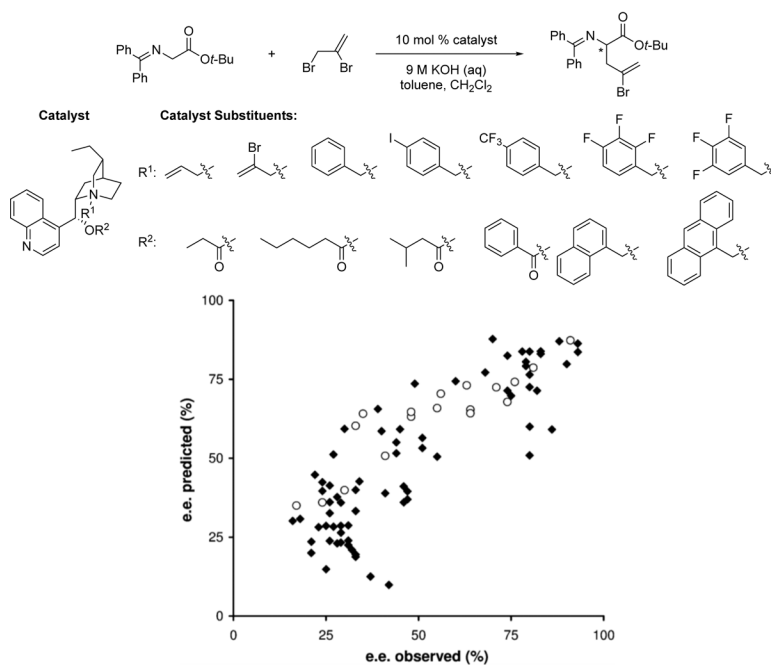 Ph N O Ot-Bu Ph + Br Br 10 mol % catalyst 9 M KOH (aq) toluene, CH2Cl2 Ph N * O Ot-Bu Ph Br
Catalyst Catalyst Substituents:
R1: Br I CF3 F F F F F F
N R1 OR2 N
R2: O O O O
100
75
50
25
0
e.e. predicted (%)
0 25 50 75 100
e.e. observed (%)